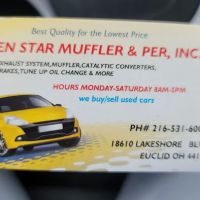 Best Quality for the Lowest Price
EN STAR MUFFLER & PER, INC.
EXHAUST SYSTEM,MUFFLER,CATALYTIC CONVERTERS,
RAKES,TUNE UP OIL CHANGE & MORE
HOURS MONDAY-SATURDAY 8AM-5PM
we buy/sell used cars
PH# 216-531-600
18610 LAKESHORE BL
EUCLID OH 441